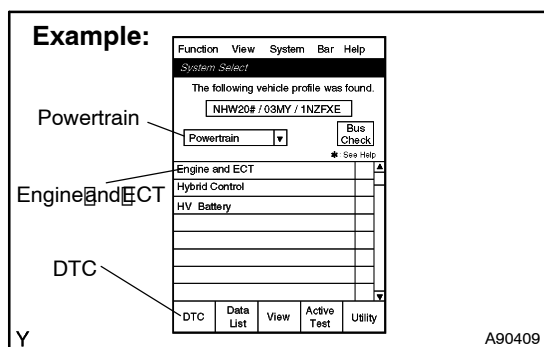 Example:
Function View System Bar Help
System Select
The following vehicle profile was found.
NHW20# / 03MY / 1NZFXE
Powertrain
Powertrain ▼
Bus
Check
✱: See Help
Engine and ECT
Engine and ECT
Hybrid Control
HV Battery
DTC
DTC
Data
List
View
Active
Test
Utility
Y
A90409